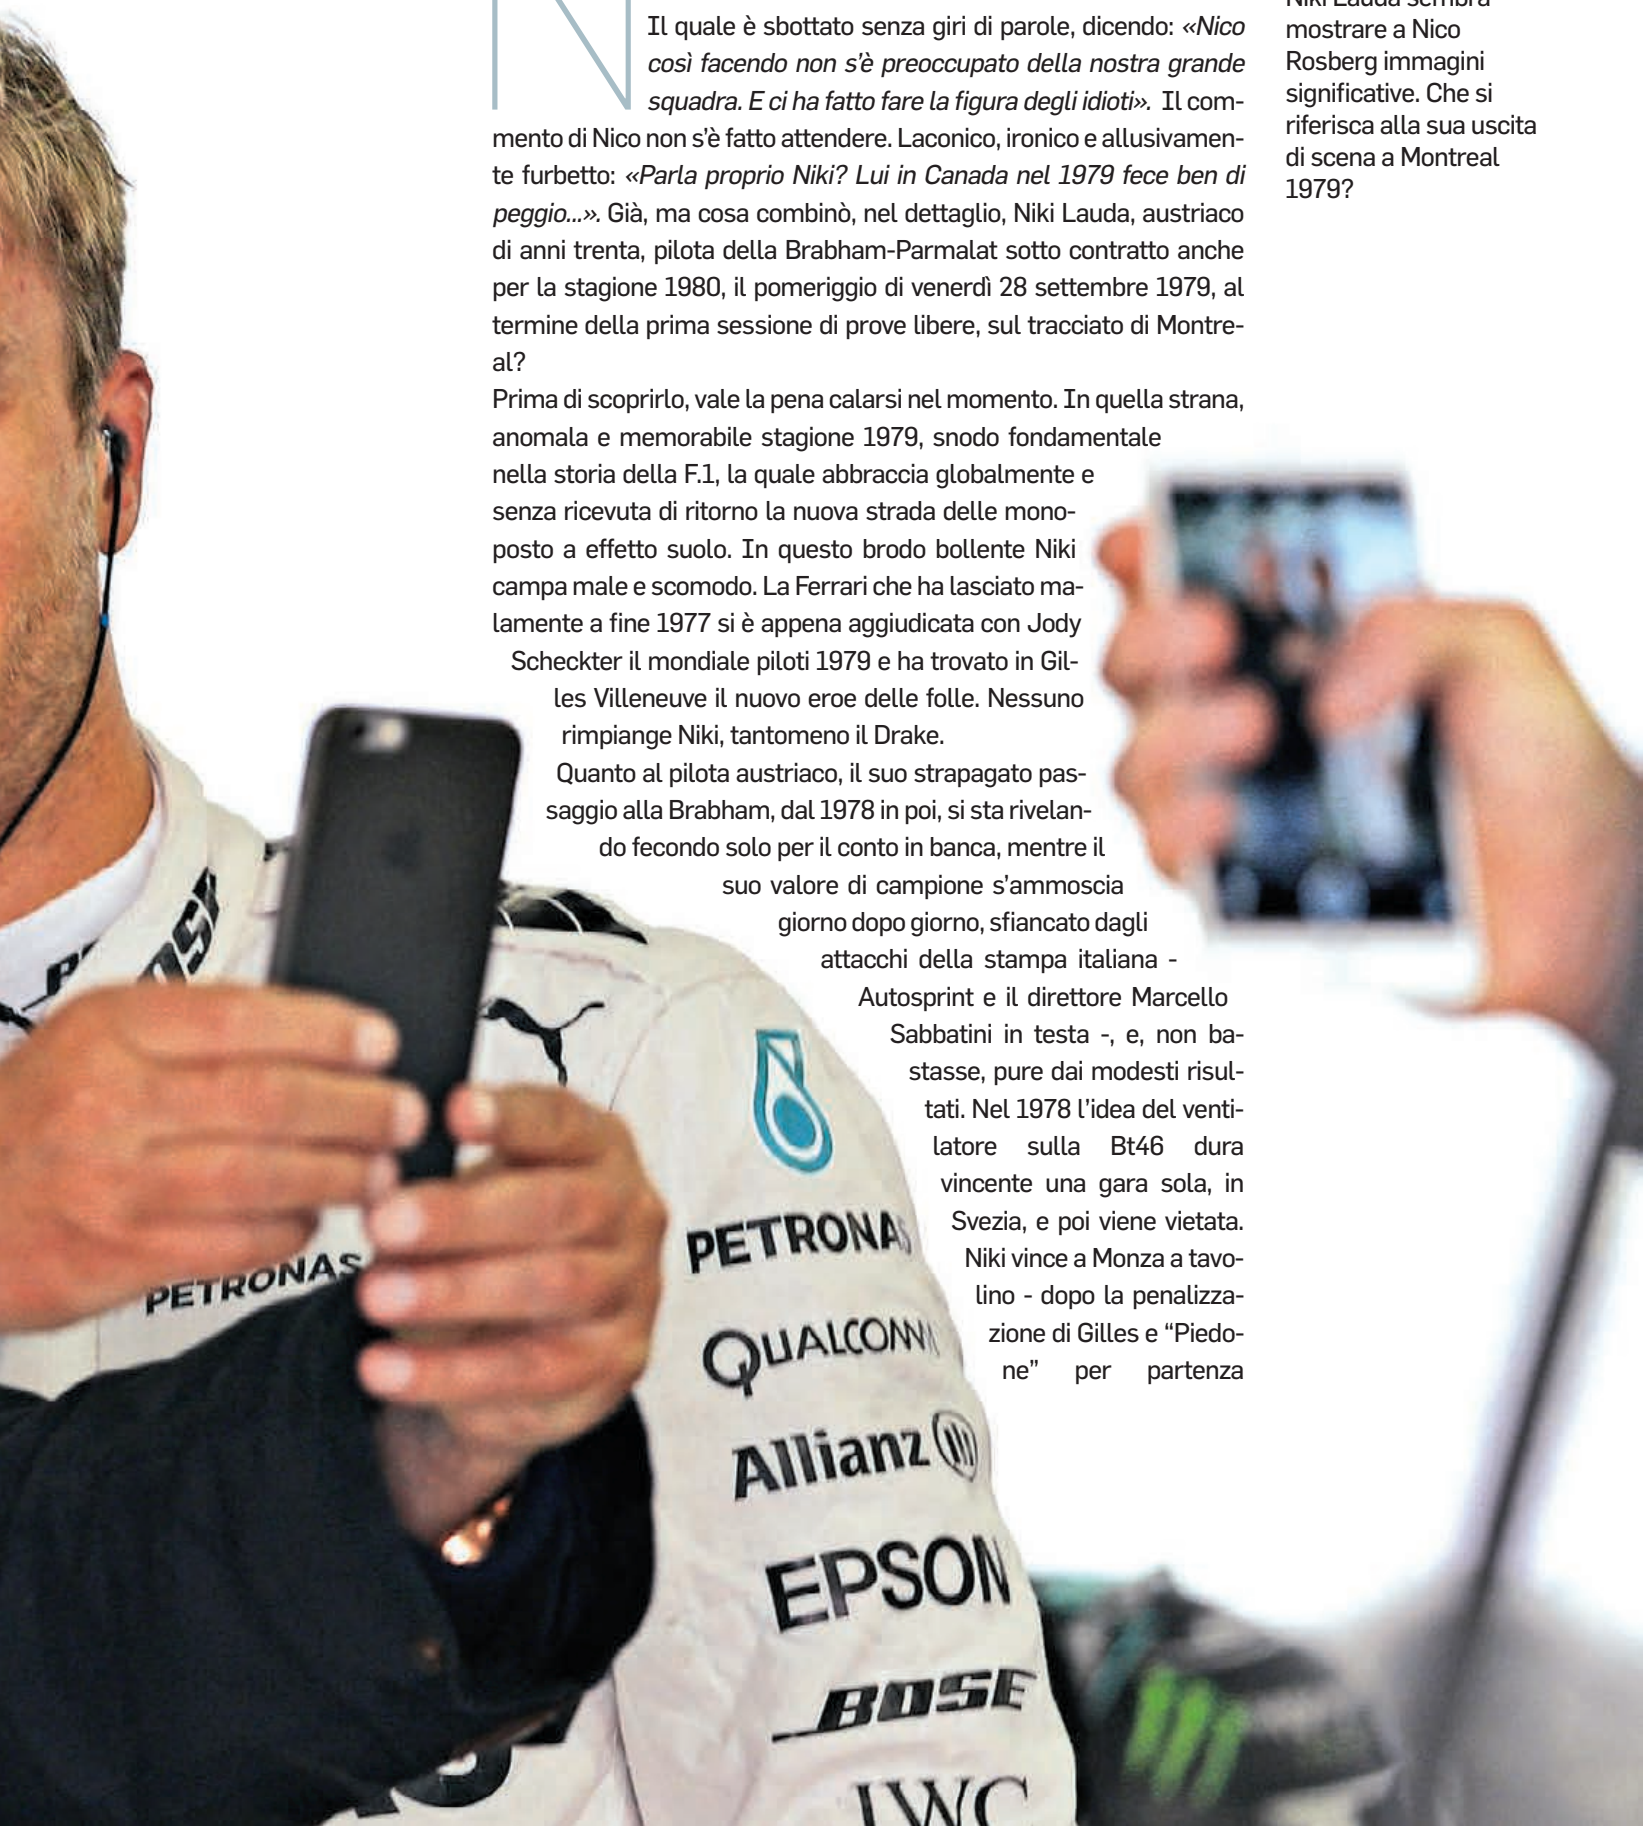 N
Il quale è sbottato senza giri di parole, dicendo: «Nico
così facendo non s'è preoccupato della nostra grande
squadra. E ci ha fatto fare la figura degli idioti». Il com-
mento di Nico non s'è fatto attendere. Laconico, ironico e allusivamen-
te furbetto: «Parla proprio Niki? Lui in Canada nel 1979 fece ben di
peggio...». Già, ma cosa combinò, nel dettaglio, Niki Lauda, austriaco
di anni trenta, pilota della Brabham-Parmalat sotto contratto anche
per la stagione 1980, il pomeriggio di venerdì 28 settembre 1979, al
termine della prima sessione di prove libere, sul tracciato di Montre-
al?
Prima di scoprirlo, vale la pena calarsi nel momento. In quella strana,
anomala e memorabile stagione 1979, snodo fondamentale
nella storia della F.1, la quale abbraccia globalmente e
senza ricevuta di ritorno la nuova strada delle mono-
posto a effetto suolo. In questo brodo bollente Niki
campa male e scomodo. La Ferrari che ha lasciato ma-
lamente a fine 1977 si è appena aggiudicata con Jody
Scheckter il mondiale piloti 1979 e ha trovato in Gil-
les Villeneuve il nuovo eroe delle folle. Nessuno
rimpiange Niki, tantomeno il Drake.
Quanto al pilota austriaco, il suo strapagato pas-
saggio alla Brabham, dal 1978 in poi, si sta rivelan-
do fecondo solo per il conto in banca, mentre il
suo valore di campione s'ammoscia
giorno dopo giorno, sfiancato dagli
attacchi della stampa italiana -
Autosprint e il direttore Marcello
Sabbatini in testa -, e, non ba-
stasse, pure dai modesti risul-
tati. Nel 1978 l'idea del venti-
latore sulla Bt46 dura
vincente una gara sola, in
Svezia, e poi viene vietata.
Niki vince a Monza a tavo-
lino - dopo la penalizza-
zione di Gilles e “Piedo-
ne” per partenza
Niki Lauda sembra
mostrare a Nico
Rosberg immagini
significative. Che si
riferisca alla sua uscita
di scena a Montreal
1979?
PETRONAS
PETRONAS
QUALCOMM
Allianz
EPSON
BOSE
IWC